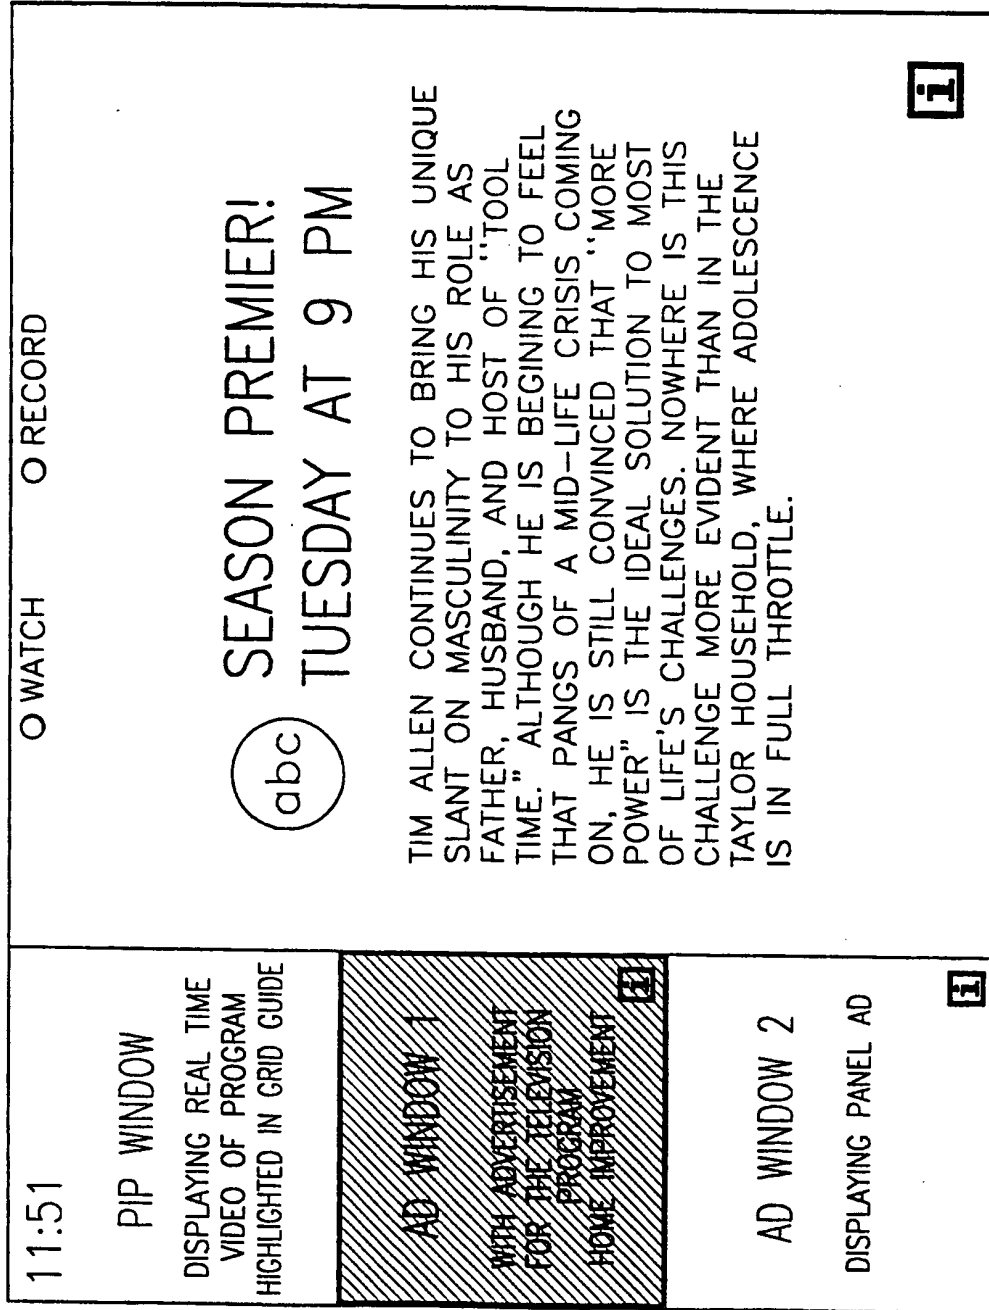 11:51
PIP WINDOW
DISPLAYING REAL TIME
VIDEO OF PROGRAM
HIGHLIGHTED IN GRID GUIDE
AD WINDOW 1
WITH ADVERTISEMENT
FOR THE TELEVISION
PROGRAM
HOME IMPROVEMENT
i
AD WINDOW 2
DISPLAYING PANEL AD
i
O WATCH O RECORD
abc
SEASON PREMIER!
TUESDAY AT 9 PM
TIM ALLEN CONTINUES TO BRING HIS UNIQUE
SLANT ON MASCULINITY TO HIS ROLE AS
FATHER, HUSBAND, AND HOST OF "TOOL
TIME." ALTHOUGH HE IS BEGINING TO FEEL
THAT PANGS OF A MID–LIFE CRISIS COMING
ON, HE IS STILL CONVINCED THAT "MORE
POWER" IS THE IDEAL SOLUTION TO MOST
OF LIFE'S CHALLENGES. NOWHERE IS THIS
CHALLENGE MORE EVIDENT THAN IN THE
TAYLOR HOUSEHOLD, WHERE ADOLESCENCE
IS IN FULL THROTTLE.
i